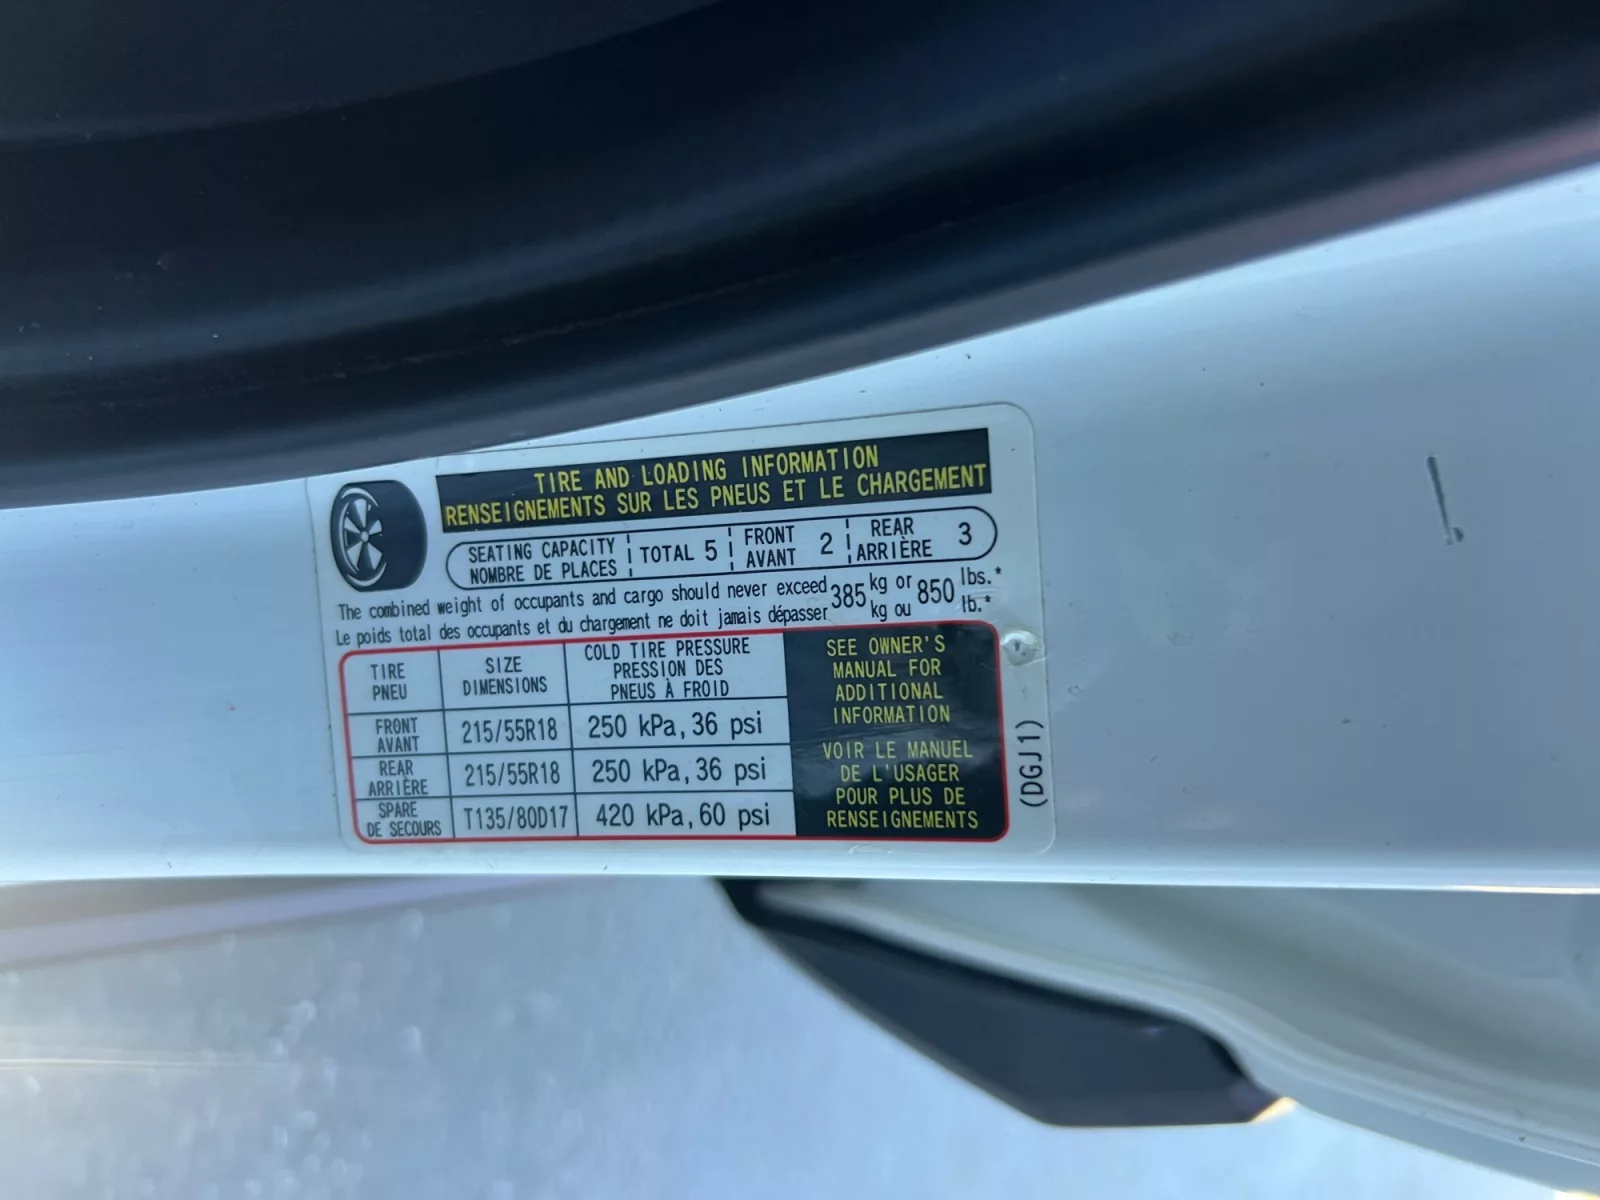 TIRE AND LOADING INFORMATION
RENSEIGNEMENTS SUR LES PNEUS ET LE CHARGEMENT
SEATING CAPACITY
NOMBRE DE PLACES
TOTAL 5
FRONT
AVANT
2
REAR
ARRIÈRE
3
The combined weight of occupants and cargo should never exceed 385 kg or 850 lbs.*
Le poids total des occupants et du chargement ne doit jamais dépasser 385 kg ou 850 lb.*
TIRE
PNEU
SIZE
DIMENSIONS
COLD TIRE PRESSURE
PRESSION DES
PNEUS À FROID
FRONT
AVANT
215/55R18
250 kPa, 36 psi
REAR
ARRIÈRE
215/55R18
250 kPa, 36 psi
SPARE
DE SECOURS
T135/80D17
420 kPa, 60 psi
SEE OWNER'S
MANUAL FOR
ADDITIONAL
INFORMATION
VOIR LE MANUEL
DE L'USAGER
POUR PLUS DE
RENSEIGNEMENTS
(DGJ1)